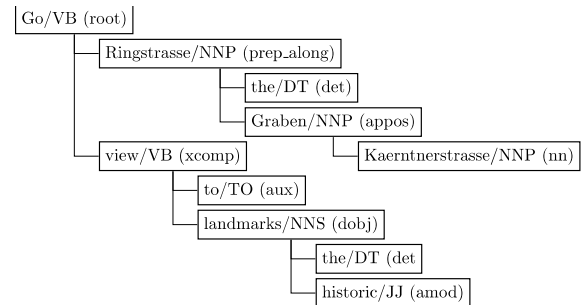 Go/VB (root)
Ringstrasse/NNP (prep_along)
the/DT (det)
Graben/NNP (appos)
Kaerntnerstrasse/NNP (nn)
view/VB (xcomp)
to/TO (aux)
landmarks/NNS (dobj)
the/DT (det
historic/JJ (amod)